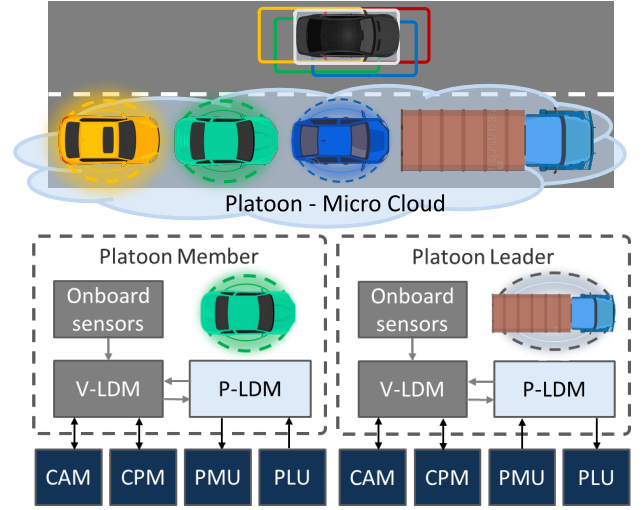 Platoon - Micro Cloud
Platoon Member
Onboard
sensors
V-LDM
P-LDM
CAM
CPM
PMU
PLU
Platoon Leader
Onboard
sensors
V-LDM
P-LDM
CAM
CPM
PMU
PLU